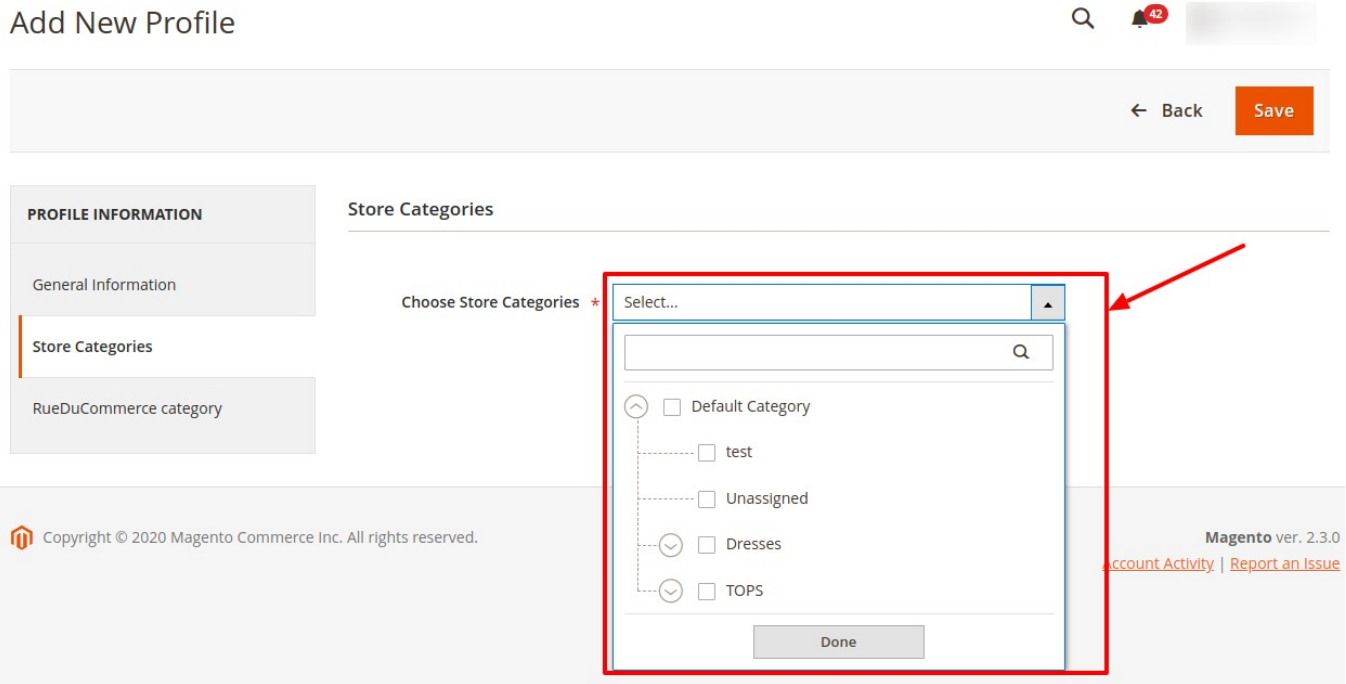 Add New Profile
42
← Back
Save
PROFILE INFORMATION
General Information
Store Categories
RueDuCommerce category
Store Categories
Choose Store Categories *
Select...
Default Category
test
Unassigned
Dresses
TOPS
Done
Copyright © 2020 Magento Commerce Inc. All rights reserved.
Magento ver. 2.3.0
Account Activity | Report an Issue